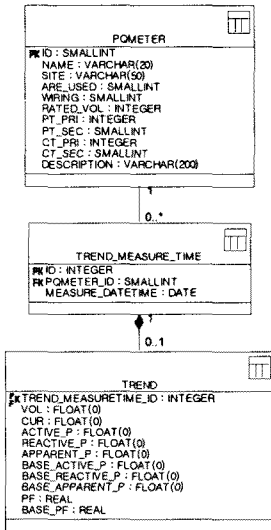 PQMETER
PK ID : SMALLINT
NAME : VARCHAR(20)
SITE : VARCHAR(50)
ARE_USED : SMALLINT
WIRING : SMALLINT
RATED_VOL : INTEGER
PT_PRI : INTEGER
PT_SEC : SMALLINT
CT_PRI : INTEGER
CT_SEC : SMALLINT
DESCRIPTION : VARCHAR(200)
1
0..*
TREND_MEASURE_TIME
PK ID : INTEGER
FK PQMETER_ID : SMALLINT
MEASURE_DATETIME : DATE
1
0..1
TREND
FK TREND_MEASURETIME_ID : INTEGER
VOL : FLOAT(0)
CUR : FLOAT(0)
ACTIVE_P : FLOAT(0)
REACTIVE_P : FLOAT(0)
APPARENT_P : FLOAT(0)
BASE_ACTIVE_P : FLOAT(0)
BASE_REACTIVE_P : FLOAT(0)
BASE_APPARENT_P : FLOAT(0)
PF : REAL
BASE_PF : REAL